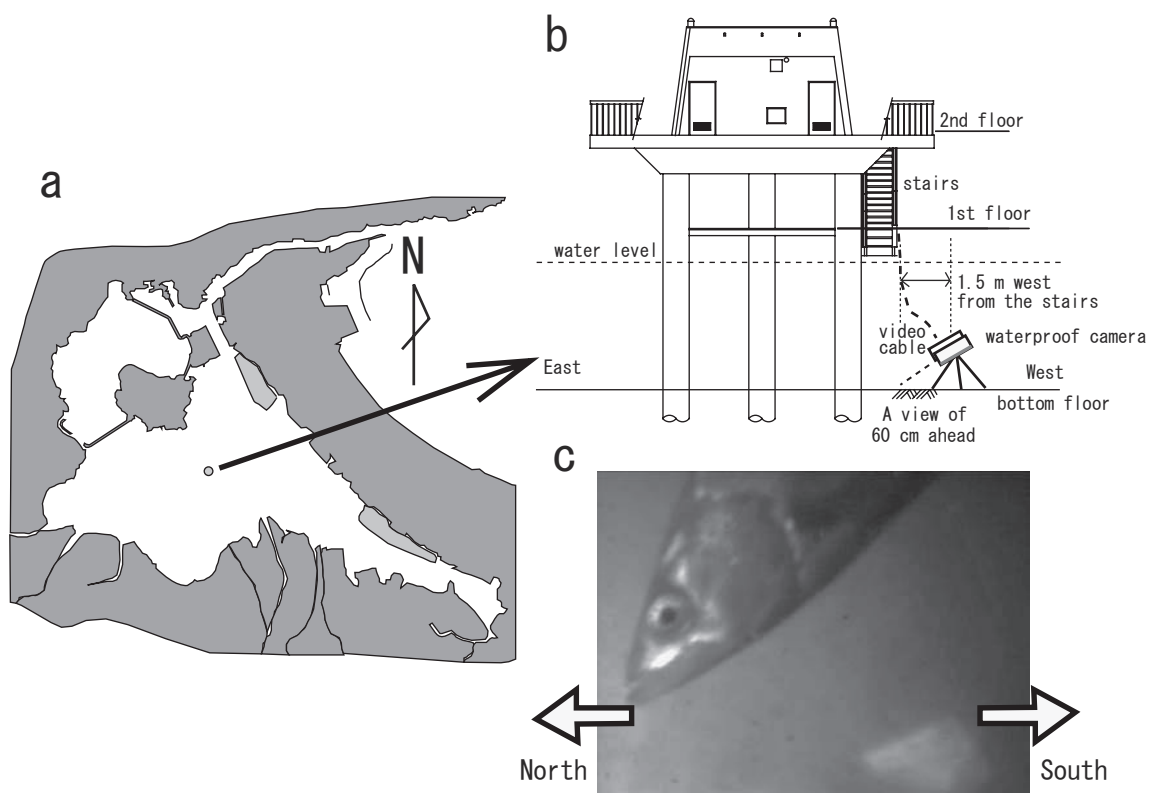 a
N
b
2nd floor
stairs
1st floor
water level
1.5 m west
from the stairs
video
cable
waterproof camera
East
West
bottom floor
A view of
60 cm ahead
c
North
South